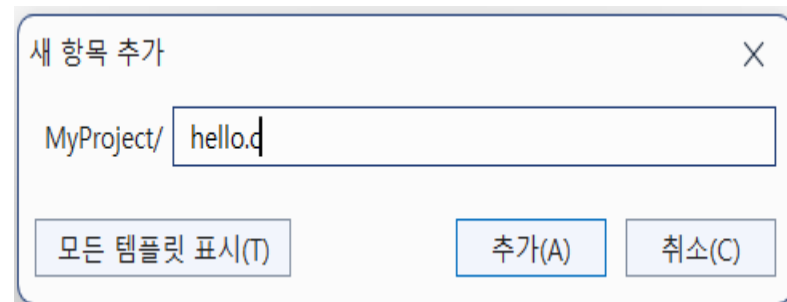 새 항목 추가
MyProject/ hello.c
모든 템플릿 표시(T) 추가(A) 취소(C)